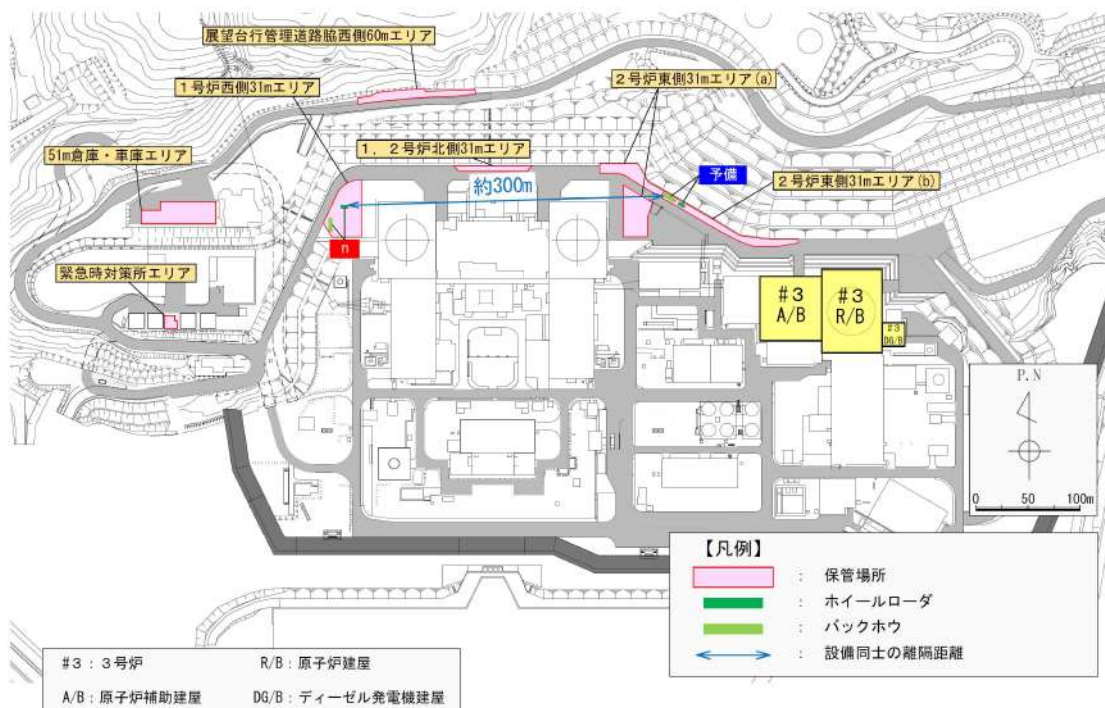 展望台行管理道路脇西側60mエリア
1号炉西側31mエリア
2号炉東側31mエリア(a)
51m倉庫・車庫エリア
1,2号炉北側31mエリア
予備
2号炉東側31mエリア(b)
約300m
n
緊急時対策所エリア
#3
A/B
#3
R/B
#3
DG/B
P.N
0 50 100m
【凡例】
: 保管場所
: ホイールローダ
: バックホウ
: 設備同士の離隔距離
#3:3号炉 R/B:原子炉建屋
A/B:原子炉補助建屋 DG/B:ディーゼル発電機建屋